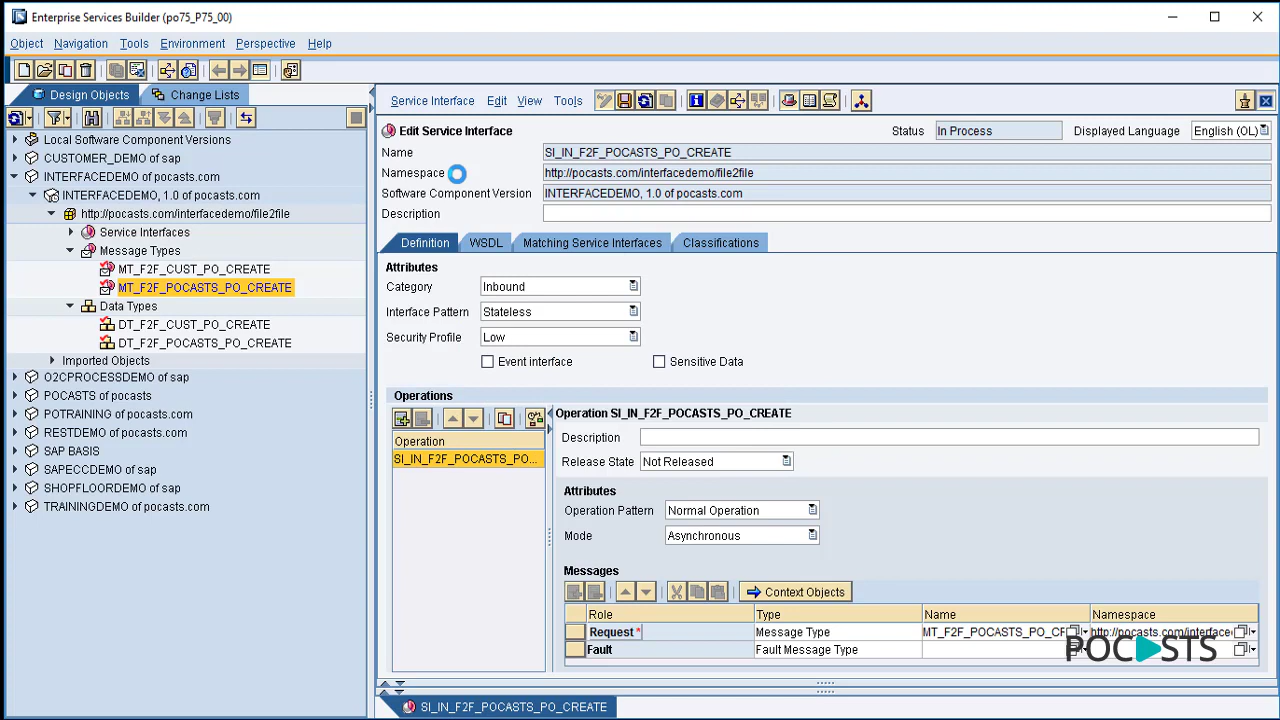 Enterprise Services Builder (po75_P75_00)
Object Navigation Tools Environment Perspective Help
Design Objects Change Lists
Local Software Component Versions
CUSTOMER_DEMO of sap
INTERFACEDEMO of pocasts.com
INTERFACEDEMO, 1.0 of pocasts.com
http://pocasts.com/interfacedemo/file2file
Service Interfaces
Message Types
MT_F2F_CUST_PO_CREATE
MT_F2F_POCASTS_PO_CREATE
Data Types
DT_F2F_CUST_PO_CREATE
DT_F2F_POCASTS_PO_CREATE
Imported Objects
O2CPROCESSDEMO of sap
POCASTS of pocasts
POTRAINING of pocasts.com
RESTDEMO of pocasts.com
SAP BASIS
SAPECCDEMO of sap
SHOPFLOORDEMO of sap
TRAININGDEMO of pocasts.com
Service Interface Edit View Tools
Edit Service Interface Status In Process Displayed Language English (OL)
Name SI_IN_F2F_POCASTS_PO_CREATE
Namespace http://pocasts.com/interfacedemo/file2file
Software Component Version INTERFACEDEMO, 1.0 of pocasts.com
Description
Definition WSDL Matching Service Interfaces Classifications
Attributes
Category Inbound
Interface Pattern Stateless
Security Profile Low
Event interface Sensitive Data
Operations
Operation
SI_IN_F2F_POCASTS_PO...
Operation SI_IN_F2F_POCASTS_PO_CREATE
Description
Release State Not Released
Attributes
Operation Pattern Normal Operation
Mode Asynchronous
Messages
Context Objects
Role Type Name Namespace
Request * Message Type MT_F2F_POCASTS_PO_CF http://pocasts.com/interface
Fault Fault Message Type
POCASTS
SI_IN_F2F_POCASTS_PO_CREATE